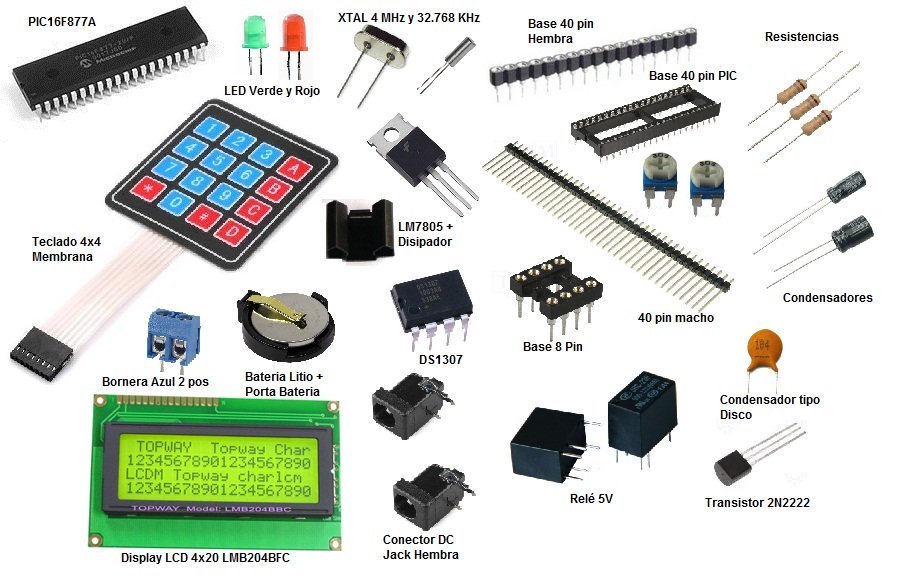 PIC16F877A
XTAL 4 MHz y 32.768 KHz
Base 40 pin
Hembra
Resistencias
LED Verde y Rojo
Base 40 pin PIC
MICROCHIP
1 2 3 A
4 5 6 B
7 8 9 C
* 0 # D
Teclado 4x4
Membrana
LM7805 +
Disipador
Condensadores
40 pin macho
DS1307
DS1307
Base 8 Pin
Bornera Azul 2 pos
Bateria Litio +
Porta Bateria
104
Condensador tipo
Disco
TOPWAY Topway Char
12345678901234567890
LCDM Topway charlcm
12345678901234567890
TOPWAY Model: LMB204BBC
Display LCD 4x20 LMB204BFC
Conector DC
Jack Hembra
Relé 5V
Transistor 2N2222